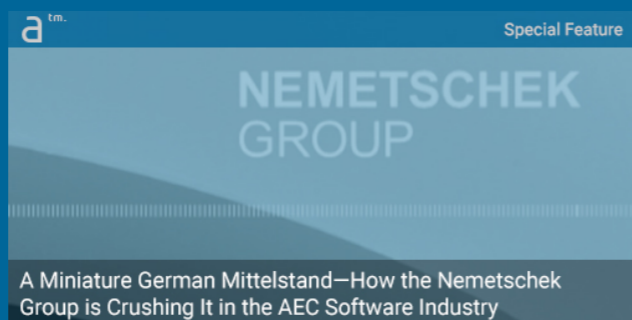 a tm.
Special Feature
NEMETSCHEK
GROUP
A Miniature German Mittelstand—How the Nemetschek
Group is Crushing It in the AEC Software Industry